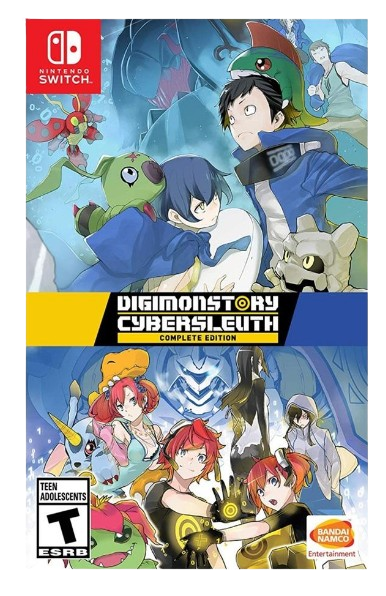 NINTENDO
SWITCH
DIGIMONSTORY
CYBERSLEUTH
COMPLETE EDITION
TEEN
ADOLESCENTS
T
ESRB
BANDAI
NAMCO
Entertainment